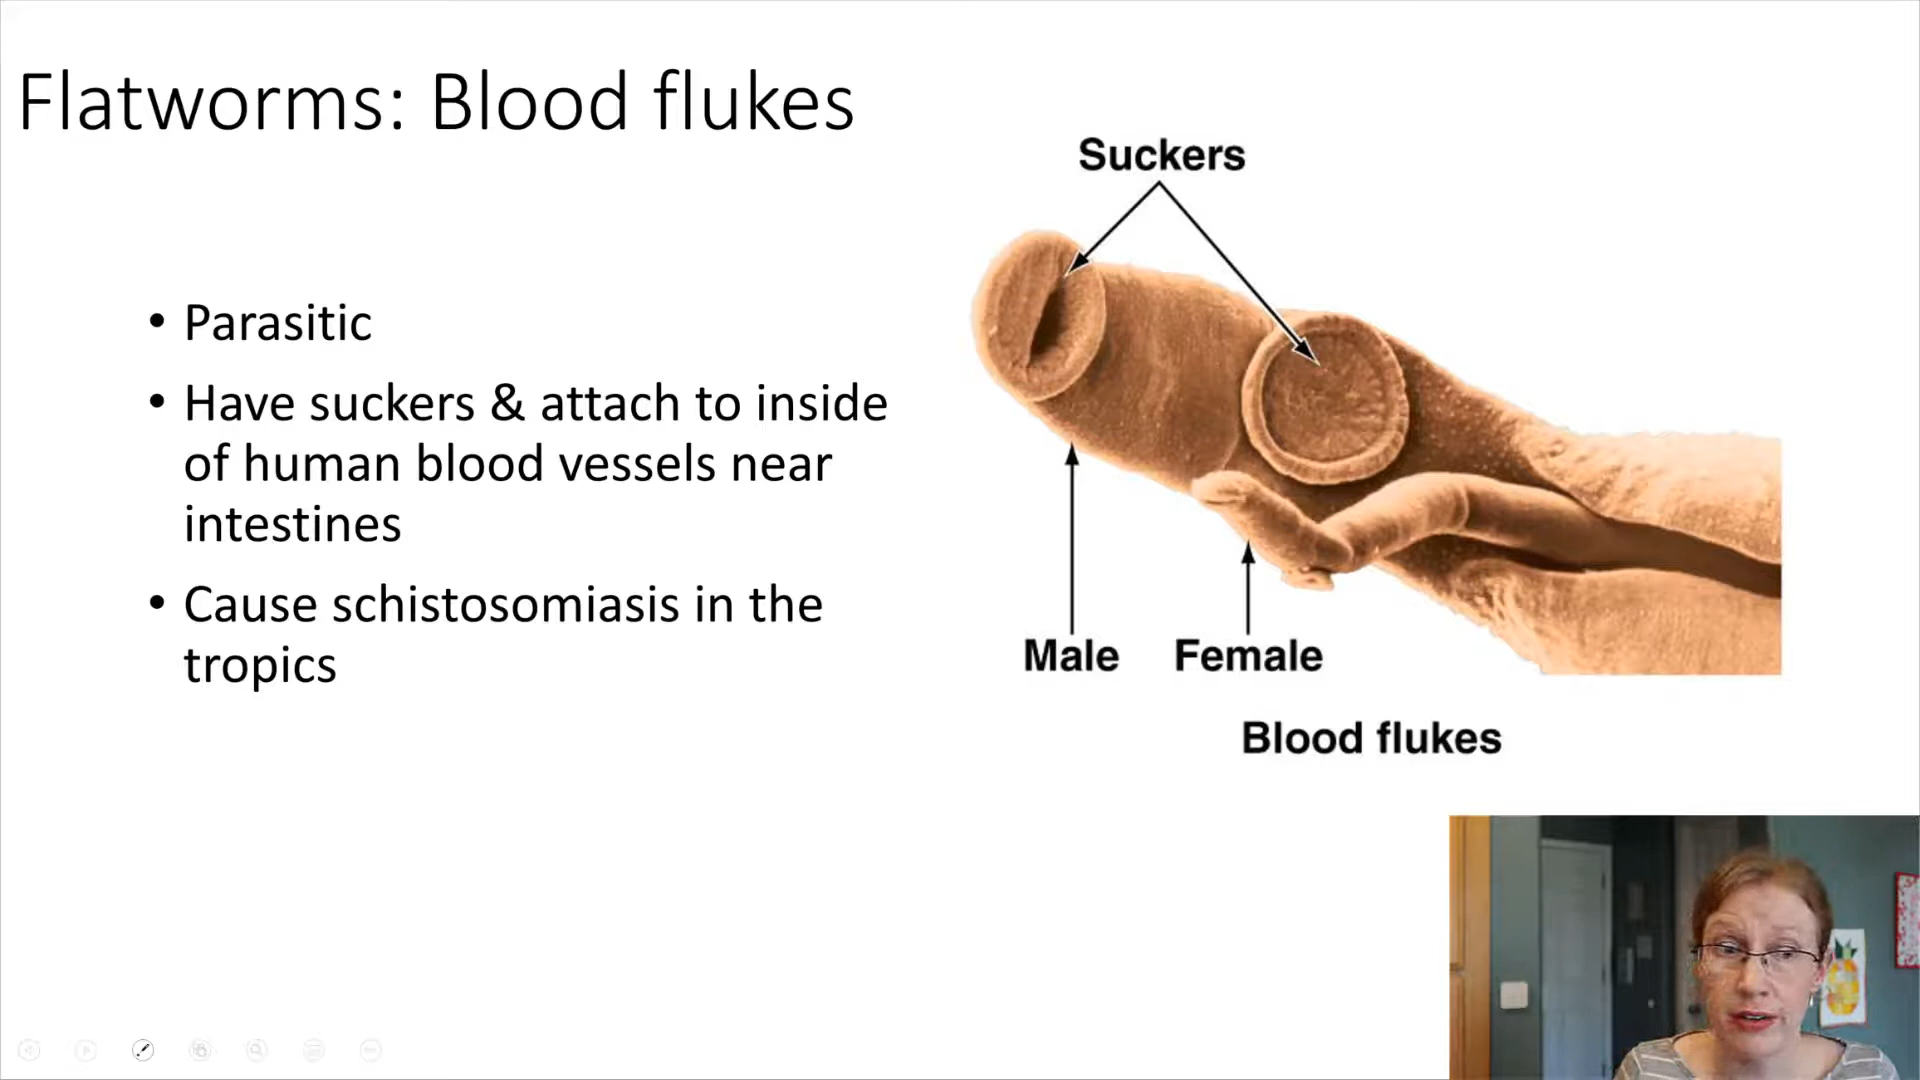 Flatworms: Blood flukes
• Parasitic
• Have suckers & attach to inside
of human blood vessels near
intestines
• Cause schistosomiasis in the
tropics
Suckers
Male
Female
Blood flukes